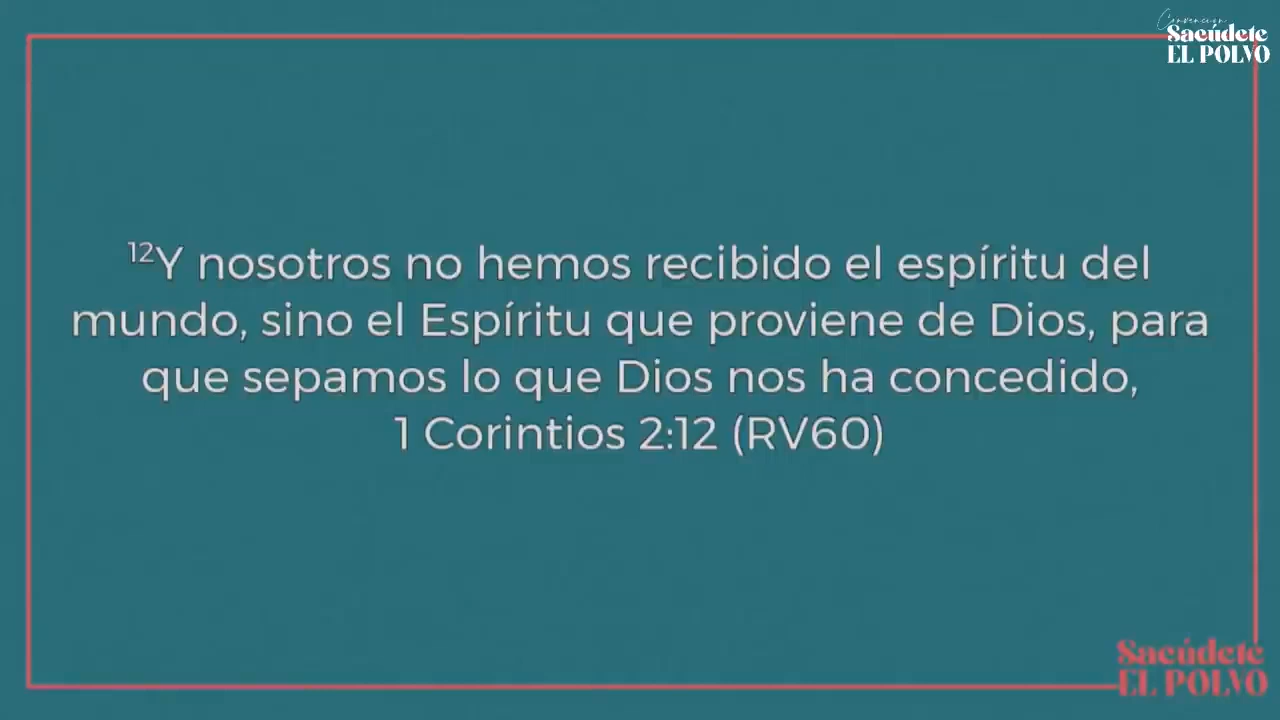 Convención
Sacúdete
EL POLVO
¹²Y nosotros no hemos recibido el espíritu del
mundo, sino el Espíritu que proviene de Dios, para
que sepamos lo que Dios nos ha concedido,
1 Corintios 2:12 (RV60)
Sacúdete
EL POLVO